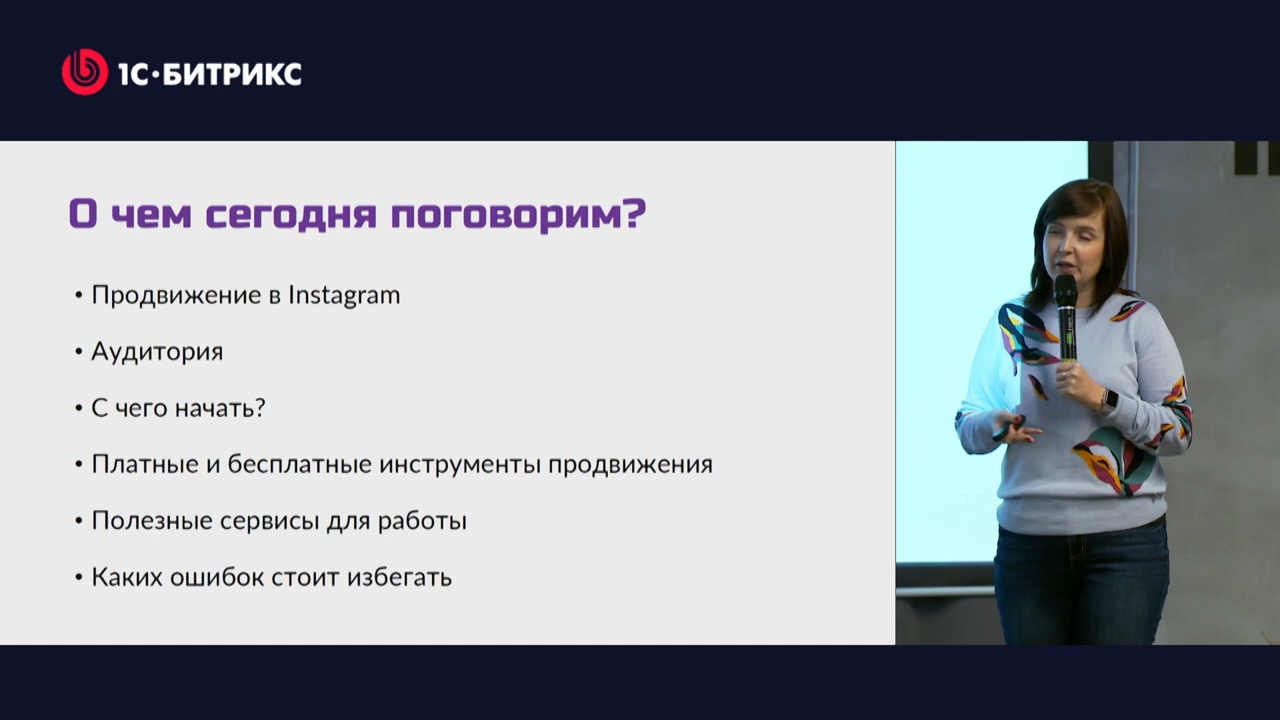 1С•БИТРИКС
О чем сегодня поговорим?
• Продвижение в Instagram
• Аудитория
• С чего начать?
• Платные и бесплатные инструменты продвижения
• Полезные сервисы для работы
• Каких ошибок стоит избегать